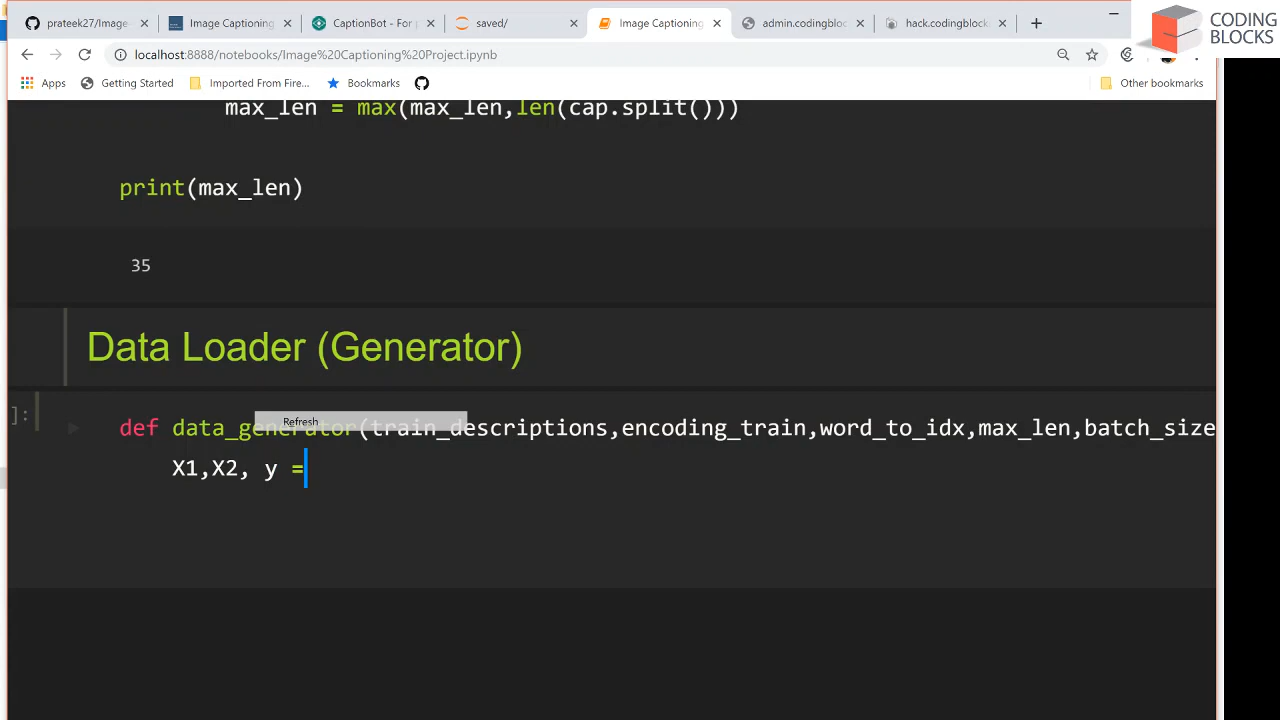 prateek27/Image-
Image Captioning
CaptionBot - For
saved/
Image Captioning
admin.codingbloc
hack.codingblocks
CODING
BLOCKS
localhost:8888/notebooks/Image%20Captioning%20Project.ipynb
Apps
Getting Started
Imported From Fire...
Bookmarks
Other bookmarks
max_len = max(max_len,len(cap.split()))
print(max_len)
35
Data Loader (Generator)
]:
def data_generator(train_descriptions,encoding_train,word_to_idx,max_len,batch_size
Refresh
X1,X2, y =